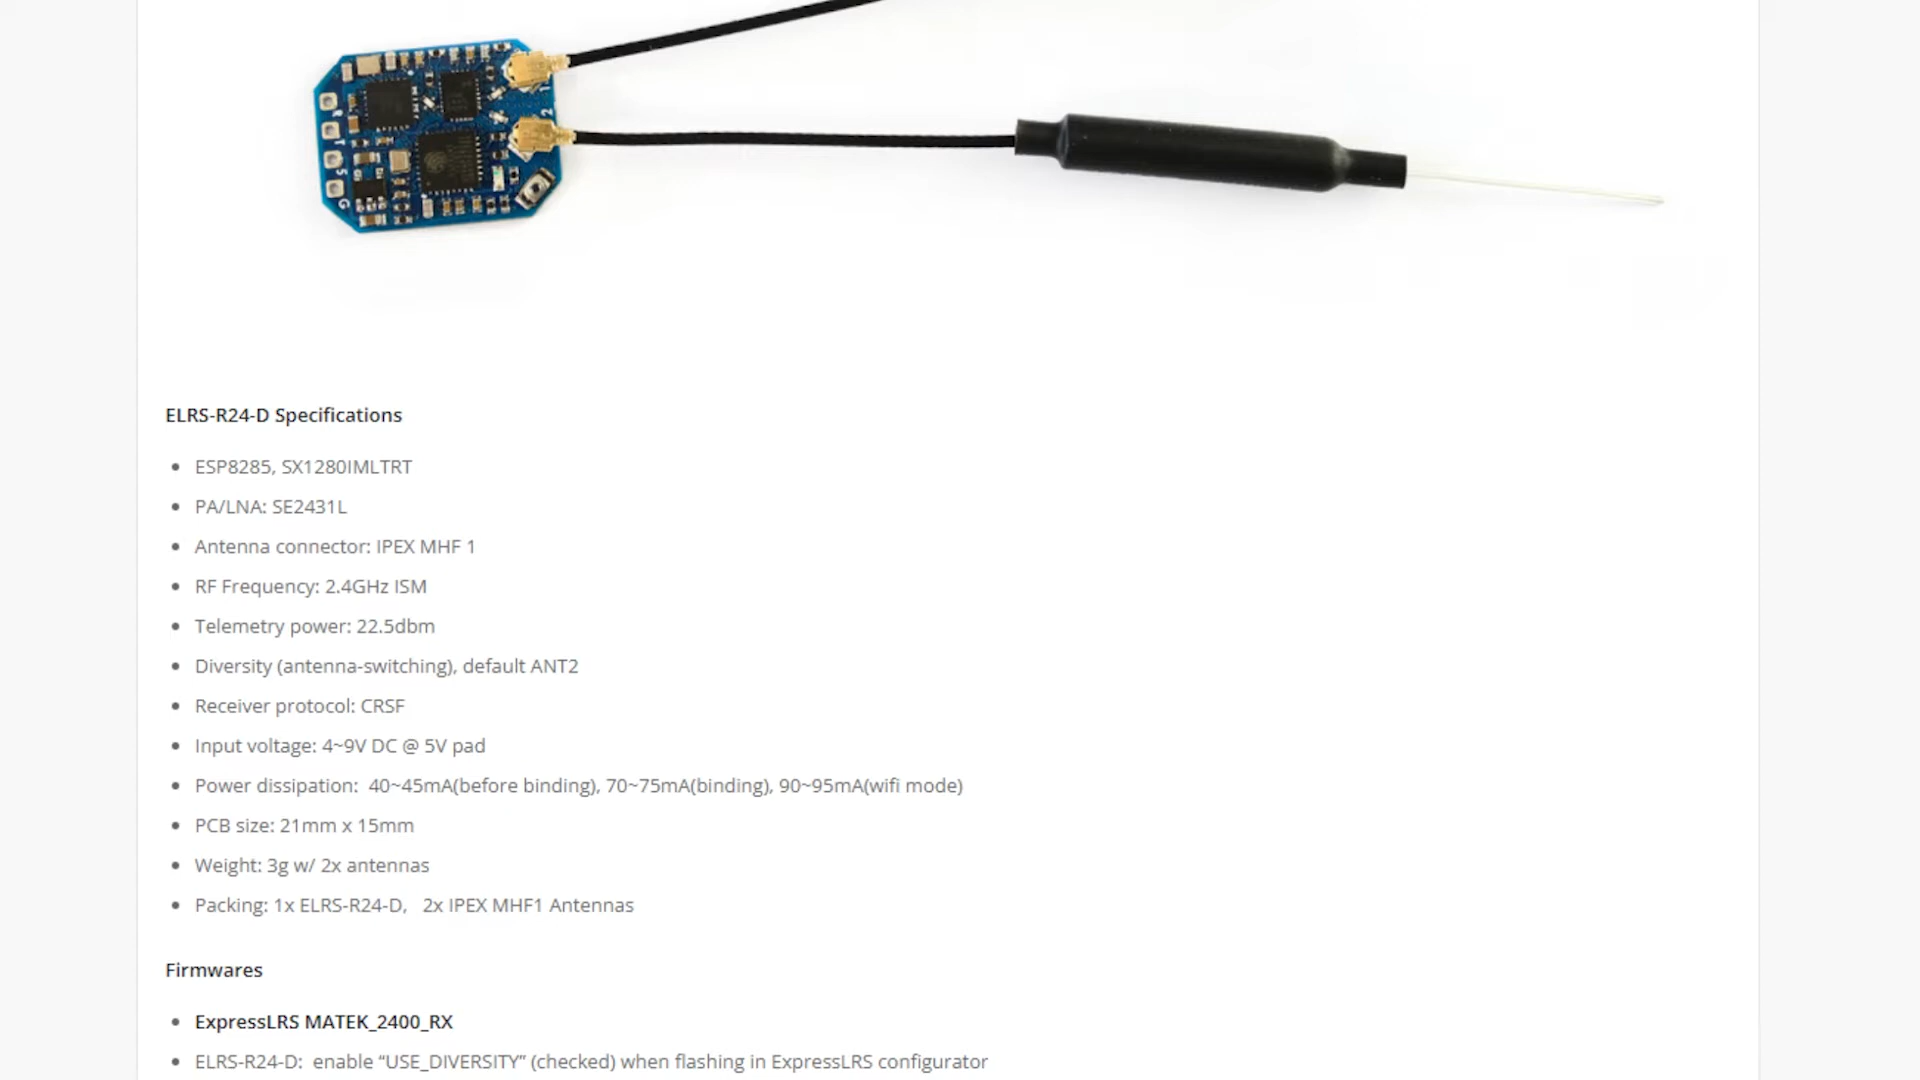 1
2
R
T
5
G
ELRS-R24-D Specifications
ESP8285, SX1280IMLTRT
PA/LNA: SE2431L
Antenna connector: IPEX MHF 1
RF Frequency: 2.4GHz ISM
Telemetry power: 22.5dbm
Diversity (antenna-switching), default ANT2
Receiver protocol: CRSF
Input voltage: 4~9V DC @ 5V pad
Power dissipation:  40~45mA(before binding), 70~75mA(binding), 90~95mA(wifi mode)
PCB size: 21mm x 15mm
Weight: 3g w/ 2x antennas
Packing: 1x ELRS-R24-D,   2x IPEX MHF1 Antennas
Firmwares
ExpressLRS MATEK_2400_RX
ELRS-R24-D:  enable “USE_DIVERSITY” (checked) when flashing in ExpressLRS configurator